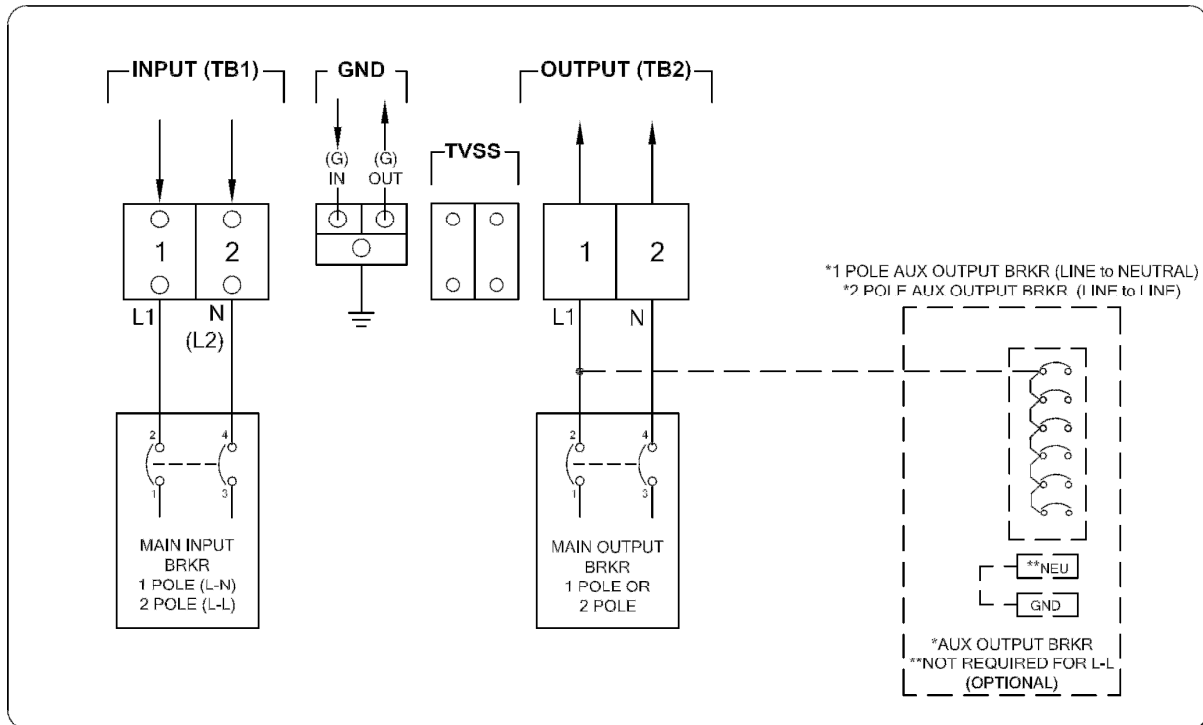 INPUT (TB1)
GND
OUTPUT (TB2)
(G)
IN
(G)
OUT
TVSS
1
2
1
2
L1
N
(L2)
L1
N
*1 POLE AUX OUTPUT BRKR (LINE to NEUTRAL)
*2 POLE AUX OUTPUT BRKR (LINE to LINE)
2
4
1
3
MAIN INPUT
BRKR
1 POLE (L-N)
2 POLE (L-L)
2
4
1
3
MAIN OUTPUT
BRKR
1 POLE OR
2 POLE
**NEU
GND
*AUX OUTPUT BRKR
**NOT REQUIRED FOR L-L
(OPTIONAL)